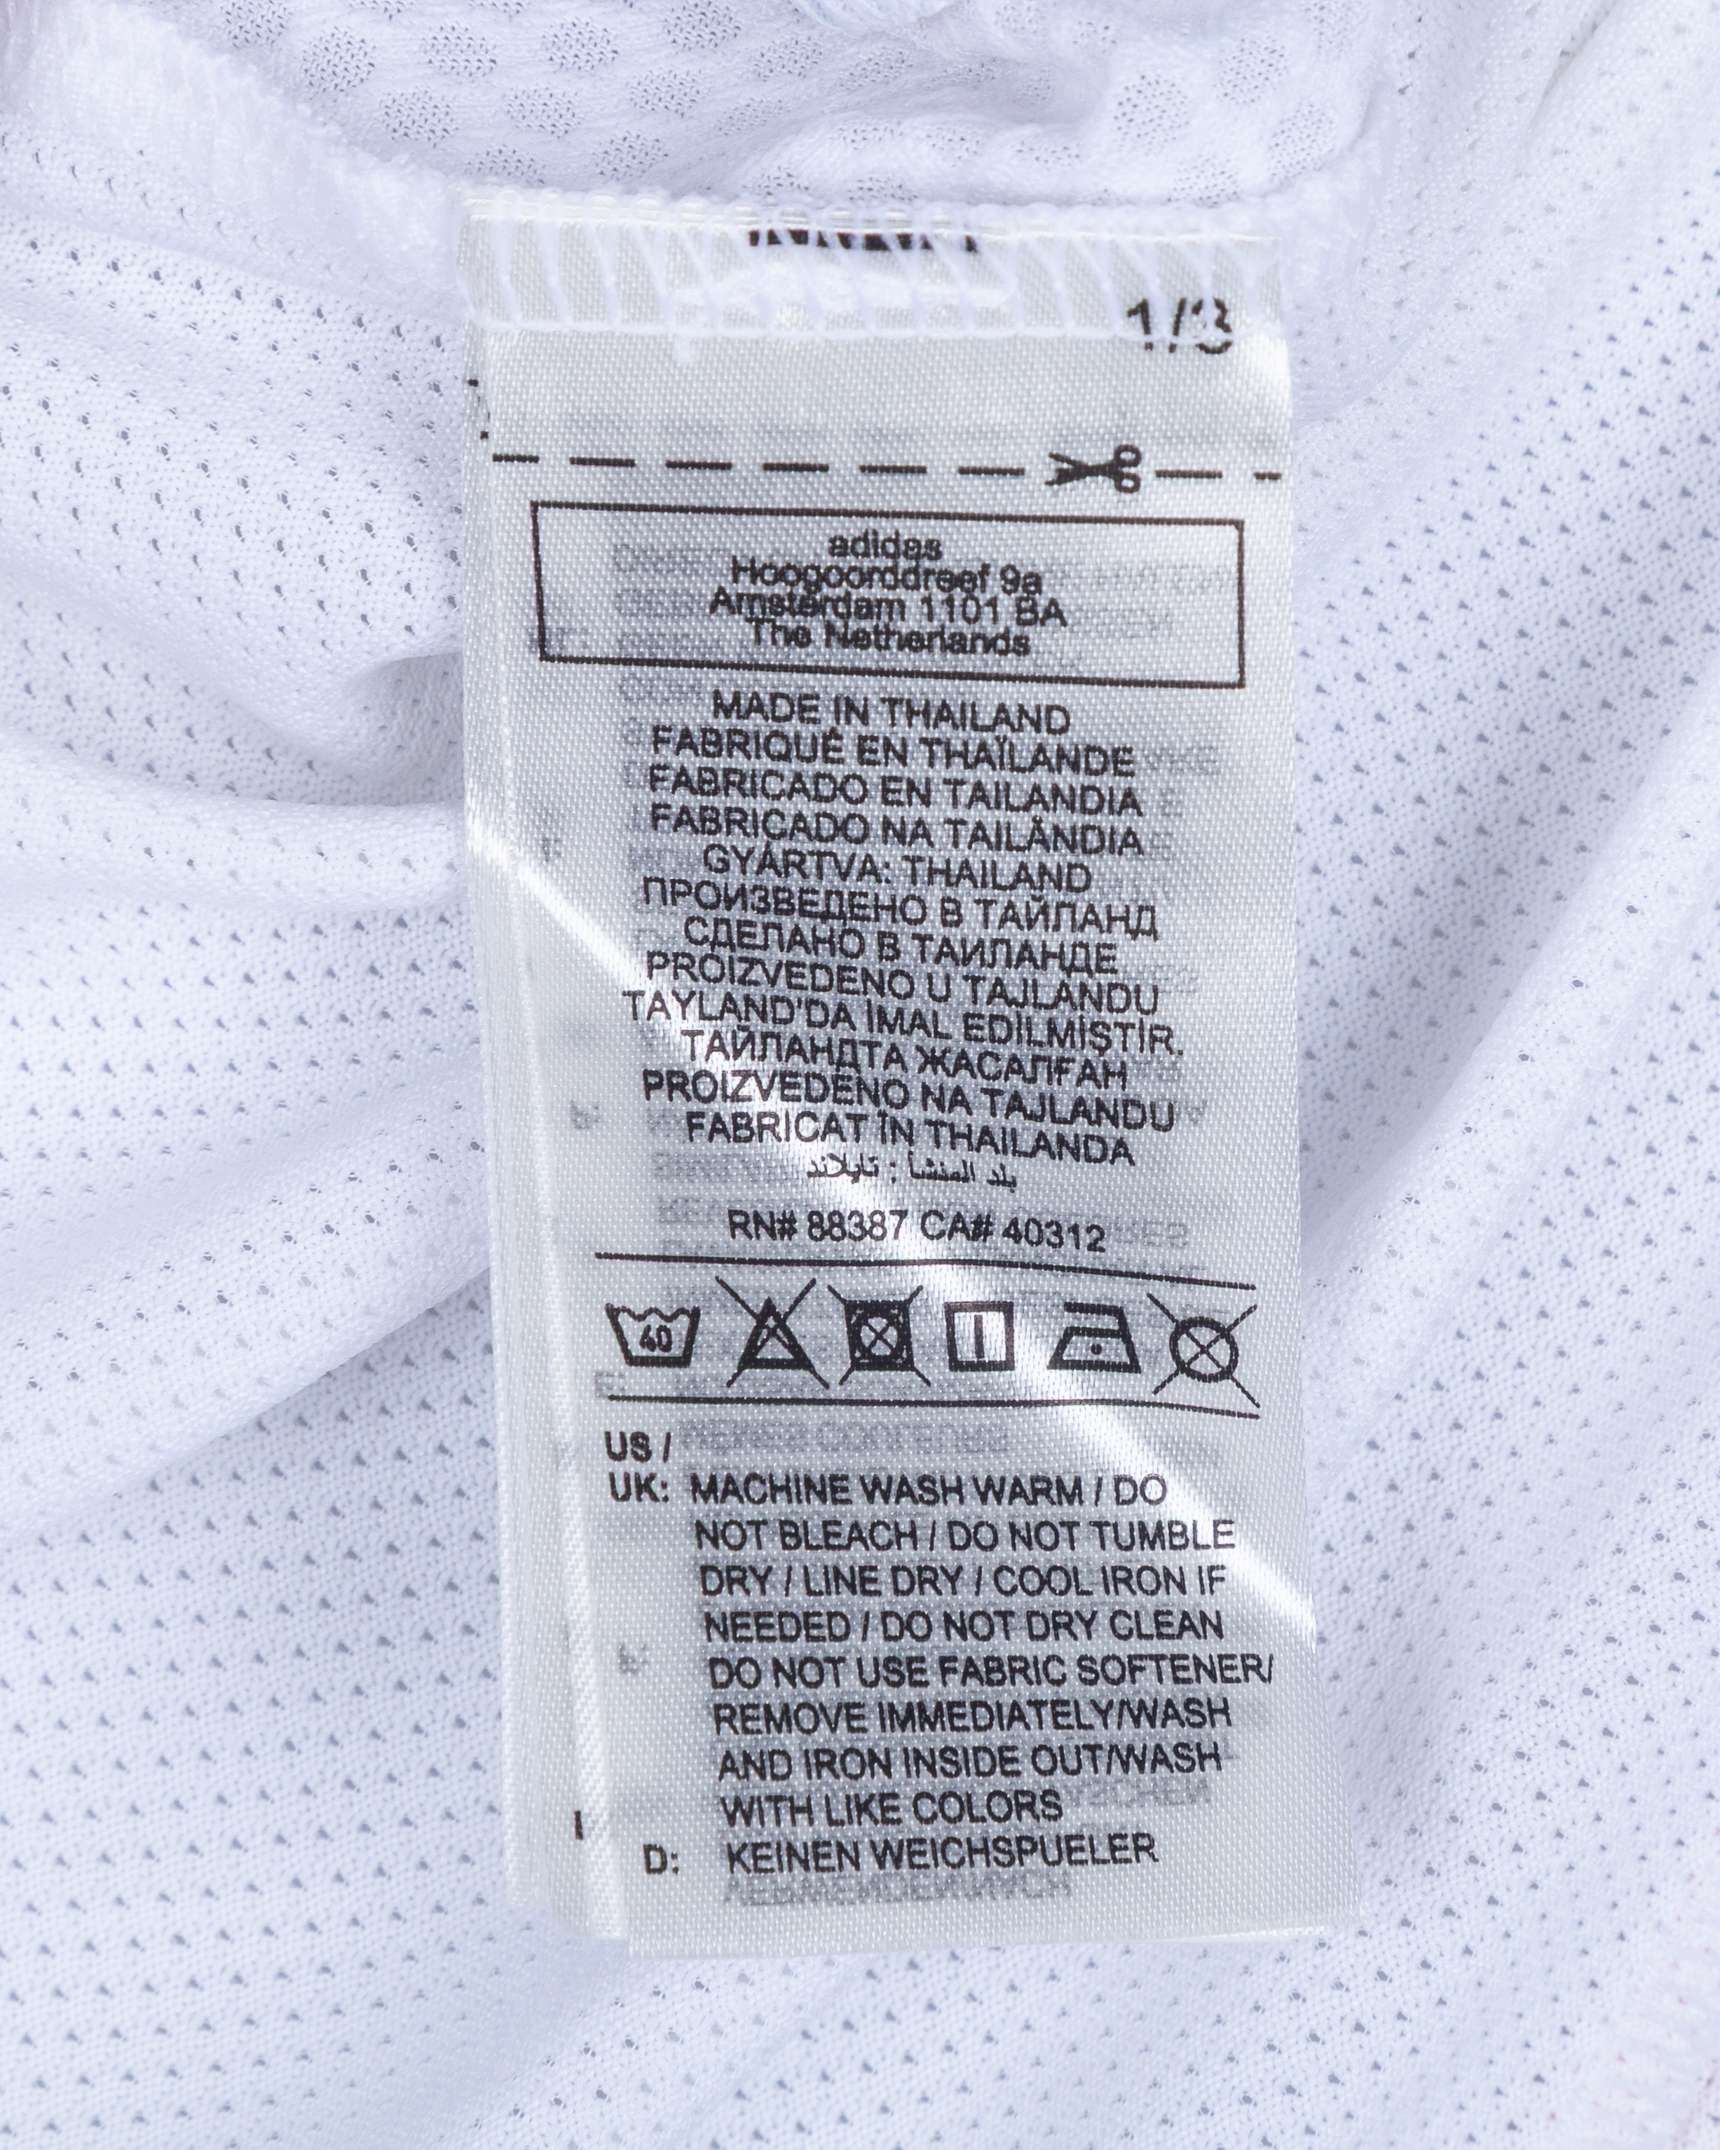 1/3
adidas
Hoogoorddreef 9a
Amsterdam 1101 BA
The Netherlands
MADE IN THAILAND
FABRIQUÉ EN THAÏLANDE
FABRICADO EN TAILANDIA
FABRICADO NA TAILÂNDIA
GYÁRTVA: THAILAND
ПРОИЗВЕДЕНО В ТАЙЛАНД
СДЕЛАНО В ТАИЛАНДЕ
PROIZVEDENO U TAJLANDU
TAYLAND'DA İMAL EDİLMİŞTİR.
ТАЙЛАНДТА ЖАСАЛҒАН
PROIZVEDENO NA TAJLANDU
FABRICAT ÎN THAILANDA
بلد المنشأ : تايلاند
RN# 88387 CA# 40312
40
US /
UK: MACHINE WASH WARM / DO
NOT BLEACH / DO NOT TUMBLE
DRY / LINE DRY / COOL IRON IF
NEEDED / DO NOT DRY CLEAN
DO NOT USE FABRIC SOFTENER/
REMOVE IMMEDIATELY/WASH
AND IRON INSIDE OUT/WASH
WITH LIKE COLORS
D: KEINEN WEICHSPUELER